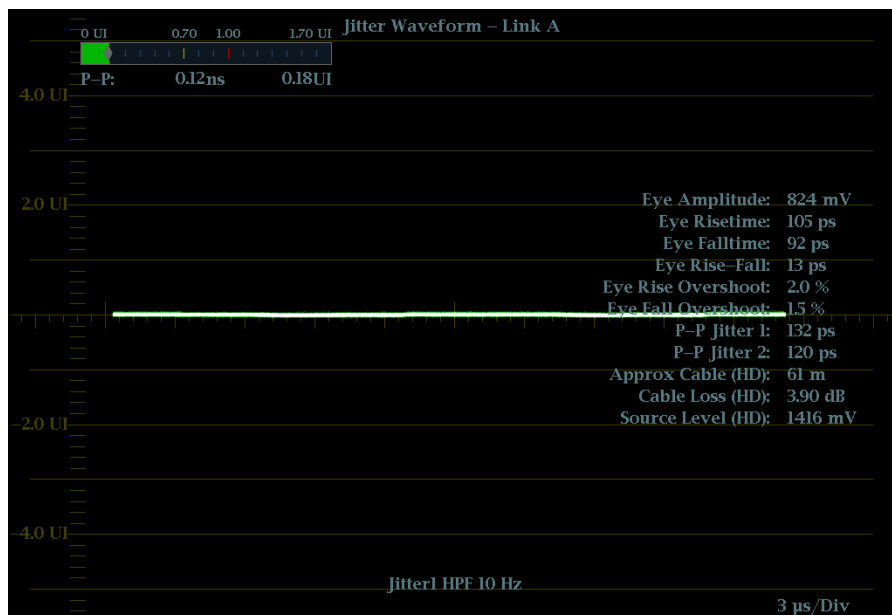 Jitter Waveform – Link A
0 UI 0.70 1.00 1.70 UI
P–P: 0.12ns 0.18UI
4.0 UI
2.0 UI
Eye Amplitude: 824 mV
Eye Risetime: 105 ps
Eye Falltime: 92 ps
Eye Rise–Fall: 13 ps
Eye Rise Overshoot: 2.0 %
Eye Fall Overshoot: 1.5 %
P–P Jitter 1: 132 ps
P–P Jitter 2: 120 ps
Approx Cable (HD): 61 m
Cable Loss (HD): 3.90 dB
Source Level (HD): 1416 mV
-2.0 UI
-4.0 UI
Jitter1 HPF 10 Hz
3 µs/Div